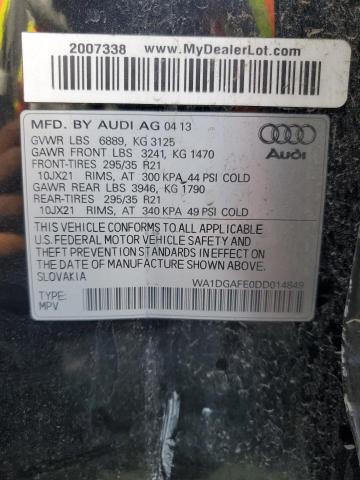 2007338 www.MyDealerLot.com
MFD. BY AUDI AG 04 13
GVWR LBS 6889, KG 3125
GAWR FRONT LBS 3241, KG 1470
FRONT-TIRES 295/35 R21
10JX21 RIMS, AT 300 KPA 44 PSI COLD
GAWR REAR LBS 3946, KG 1790
REAR-TIRES 295/35 R21
10JX21 RIMS, AT 340 KPA 49 PSI COLD
Audi
THIS VEHICLE CONFORMS TO ALL APPLICABLE
U.S. FEDERAL MOTOR VEHICLE SAFETY AND
THEFT PREVENTION STANDARDS IN EFFECT ON
THE DATE OF MANUFACTURE SHOWN ABOVE.
SLOVAKIA
WA1DGAFE0DD014849
TYPE:
MPV